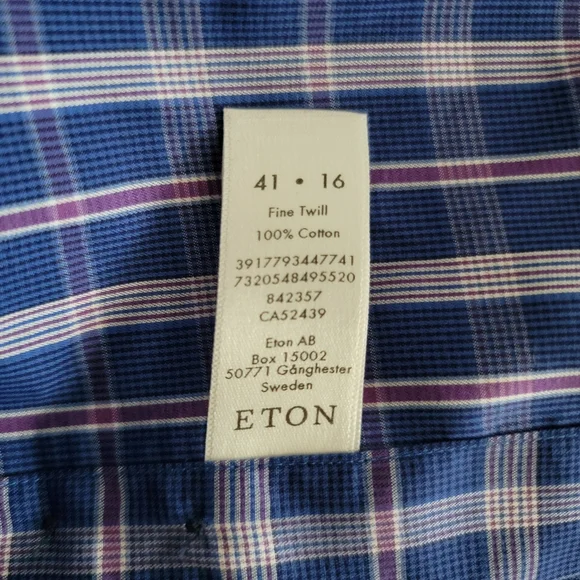 41 • 16
Fine Twill
100% Cotton
3917793447741
7320548495520
842357
CA52439
Eton AB
Box 15002
50771 Gånghester
Sweden
ETON